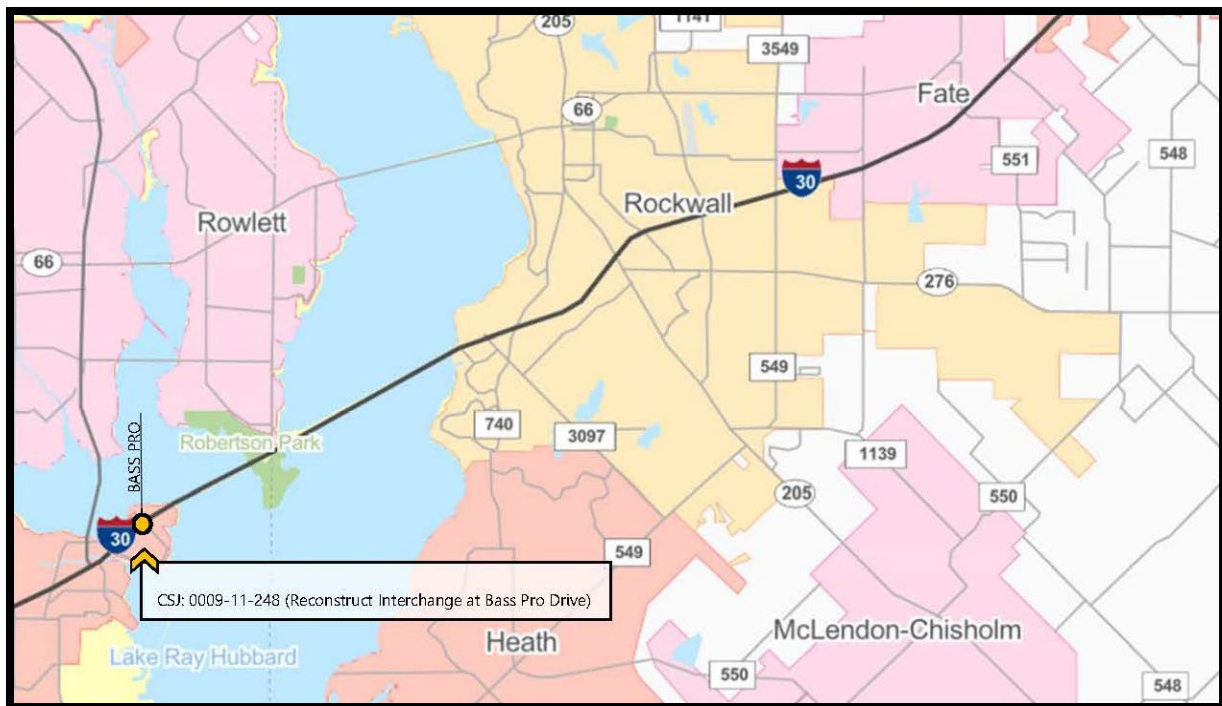 205
1141
3549
66
Fate
551
548
30
Rockwall
Rowlett
66
276
549
740
3097
Robertson Park
1139
BASS PRO
205
550
30
549
CSJ: 0009-11-248 (Reconstruct Interchange at Bass Pro Drive)
Heath
McLendon-Chisholm
Lake Ray Hubbard
550
548